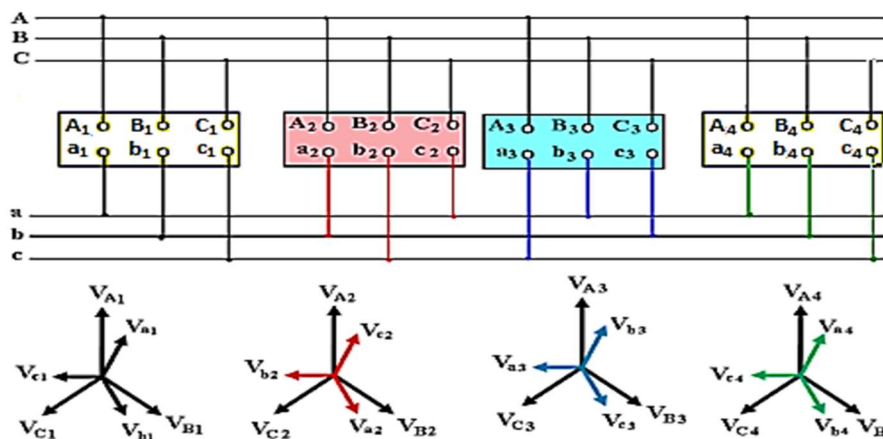 A
B
C
A1 B1 C1
a1 b1 c1
A2 B2 C2
a2 b2 c2
A3 B3 C3
a3 b3 c3
A4 B4 C4
a4 b4 c4
a
b
c
VA1
Va1
Vc1
VC1
Vb1
VB1
VA2
Vc2
Vb2
VC2
Va2
VB2
VA3
Vb3
Va3
VC3
Vc3
VB3
VA4
Va4
Vc4
VC4
Vb4
VB